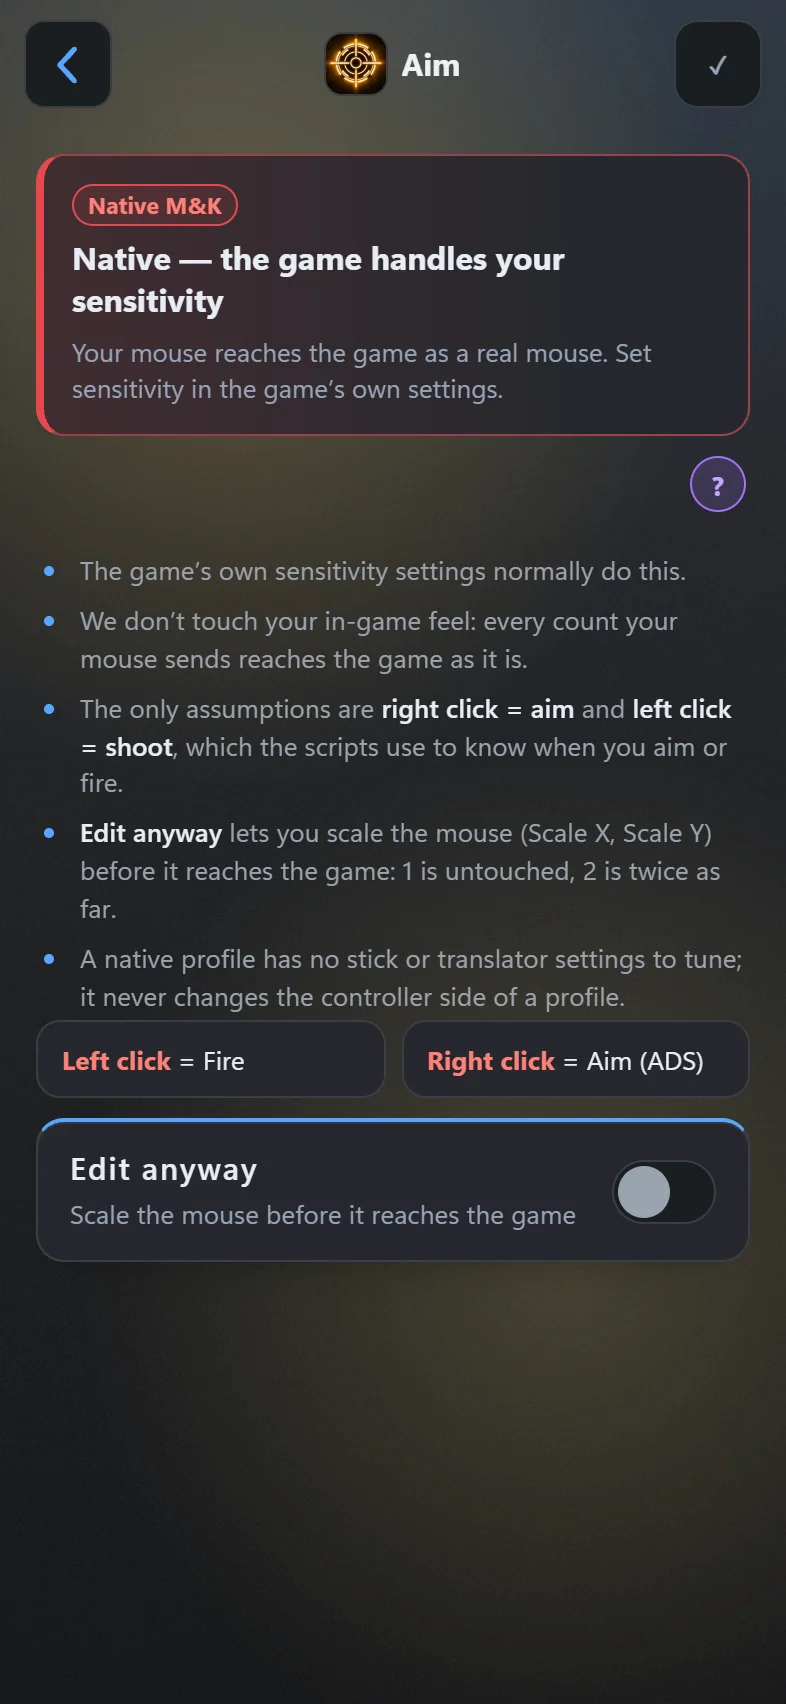 Aim
✓
Native M&K
Native — the game handles your
sensitivity
Your mouse reaches the game as a real mouse. Set
sensitivity in the game’s own settings.
?
The game’s own sensitivity settings normally do this.
We don’t touch your in-game feel: every count your
mouse sends reaches the game as it is.
The only assumptions are right click = aim and left click
= shoot, which the scripts use to know when you aim or
fire.
Edit anyway lets you scale the mouse (Scale X, Scale Y)
before it reaches the game: 1 is untouched, 2 is twice as
far.
A native profile has no stick or translator settings to tune;
it never changes the controller side of a profile.
Left click = Fire
Right click = Aim (ADS)
Edit anyway
Scale the mouse before it reaches the game